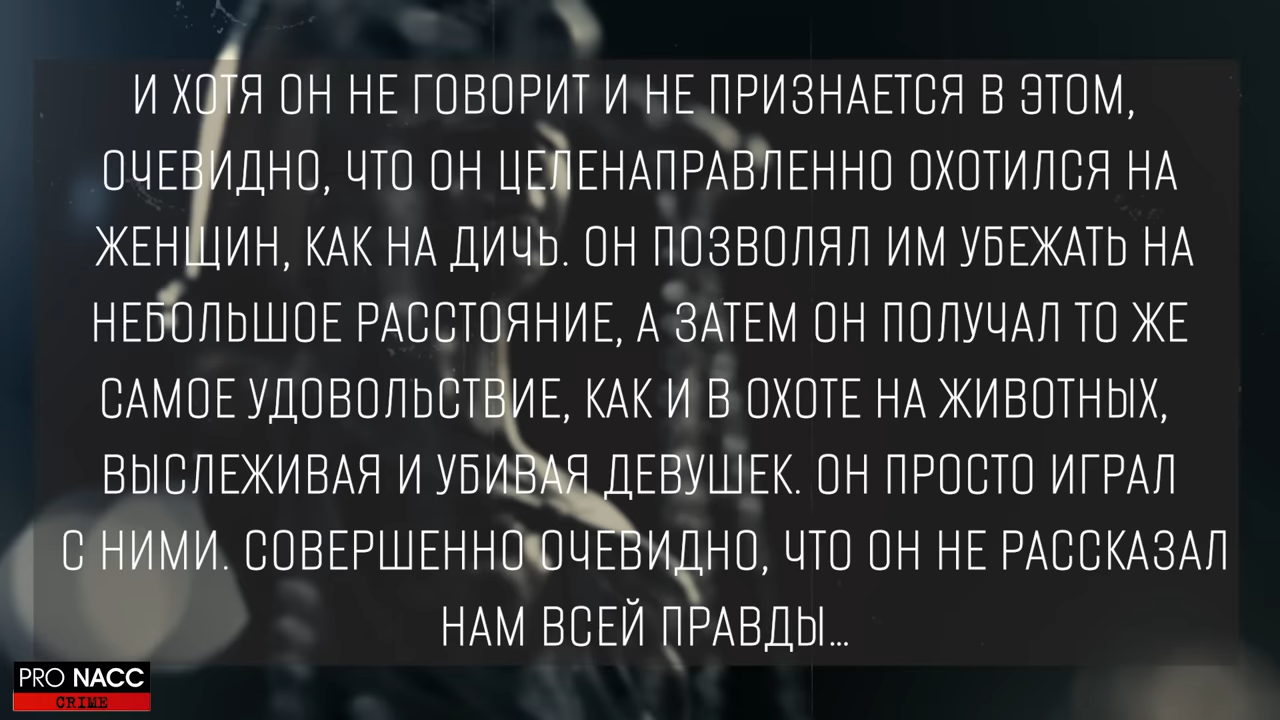 И ХОТЯ ОН НЕ ГОВОРИТ И НЕ ПРИЗНАЕТСЯ В ЭТОМ,
ОЧЕВИДНО, ЧТО ОН ЦЕЛЕНАПРАВЛЕННО ОХОТИЛСЯ НА
ЖЕНЩИН, КАК НА ДИЧЬ. ОН ПОЗВОЛЯЛ ИМ УБЕЖАТЬ НА
НЕБОЛЬШОЕ РАССТОЯНИЕ, А ЗАТЕМ ОН ПОЛУЧАЛ ТО ЖЕ
САМОЕ УДОВОЛЬСТВИЕ, КАК И В ОХОТЕ НА ЖИВОТНЫХ,
ВЫСЛЕЖИВАЯ И УБИВАЯ ДЕВУШЕК. ОН ПРОСТО ИГРАЛ
С НИМИ. СОВЕРШЕННО ОЧЕВИДНО, ЧТО ОН НЕ РАССКАЗАЛ
НАМ ВСЕЙ ПРАВДЫ...
PRO NACC
CRIME